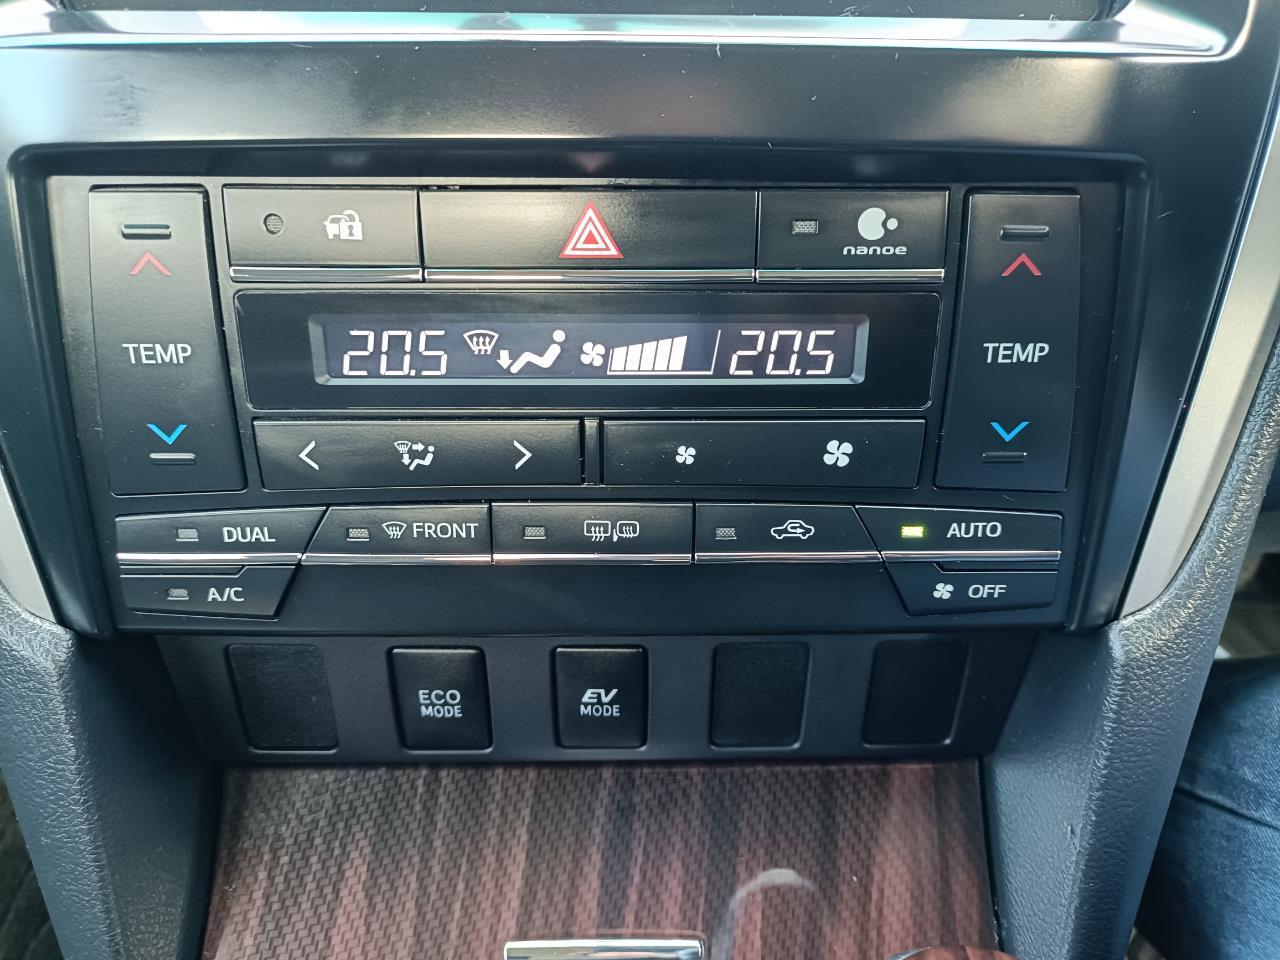 nanoe
TEMP
20.5
20.5
TEMP
DUAL
FRONT
AUTO
A/C
OFF
ECO
MODE
EV
MODE